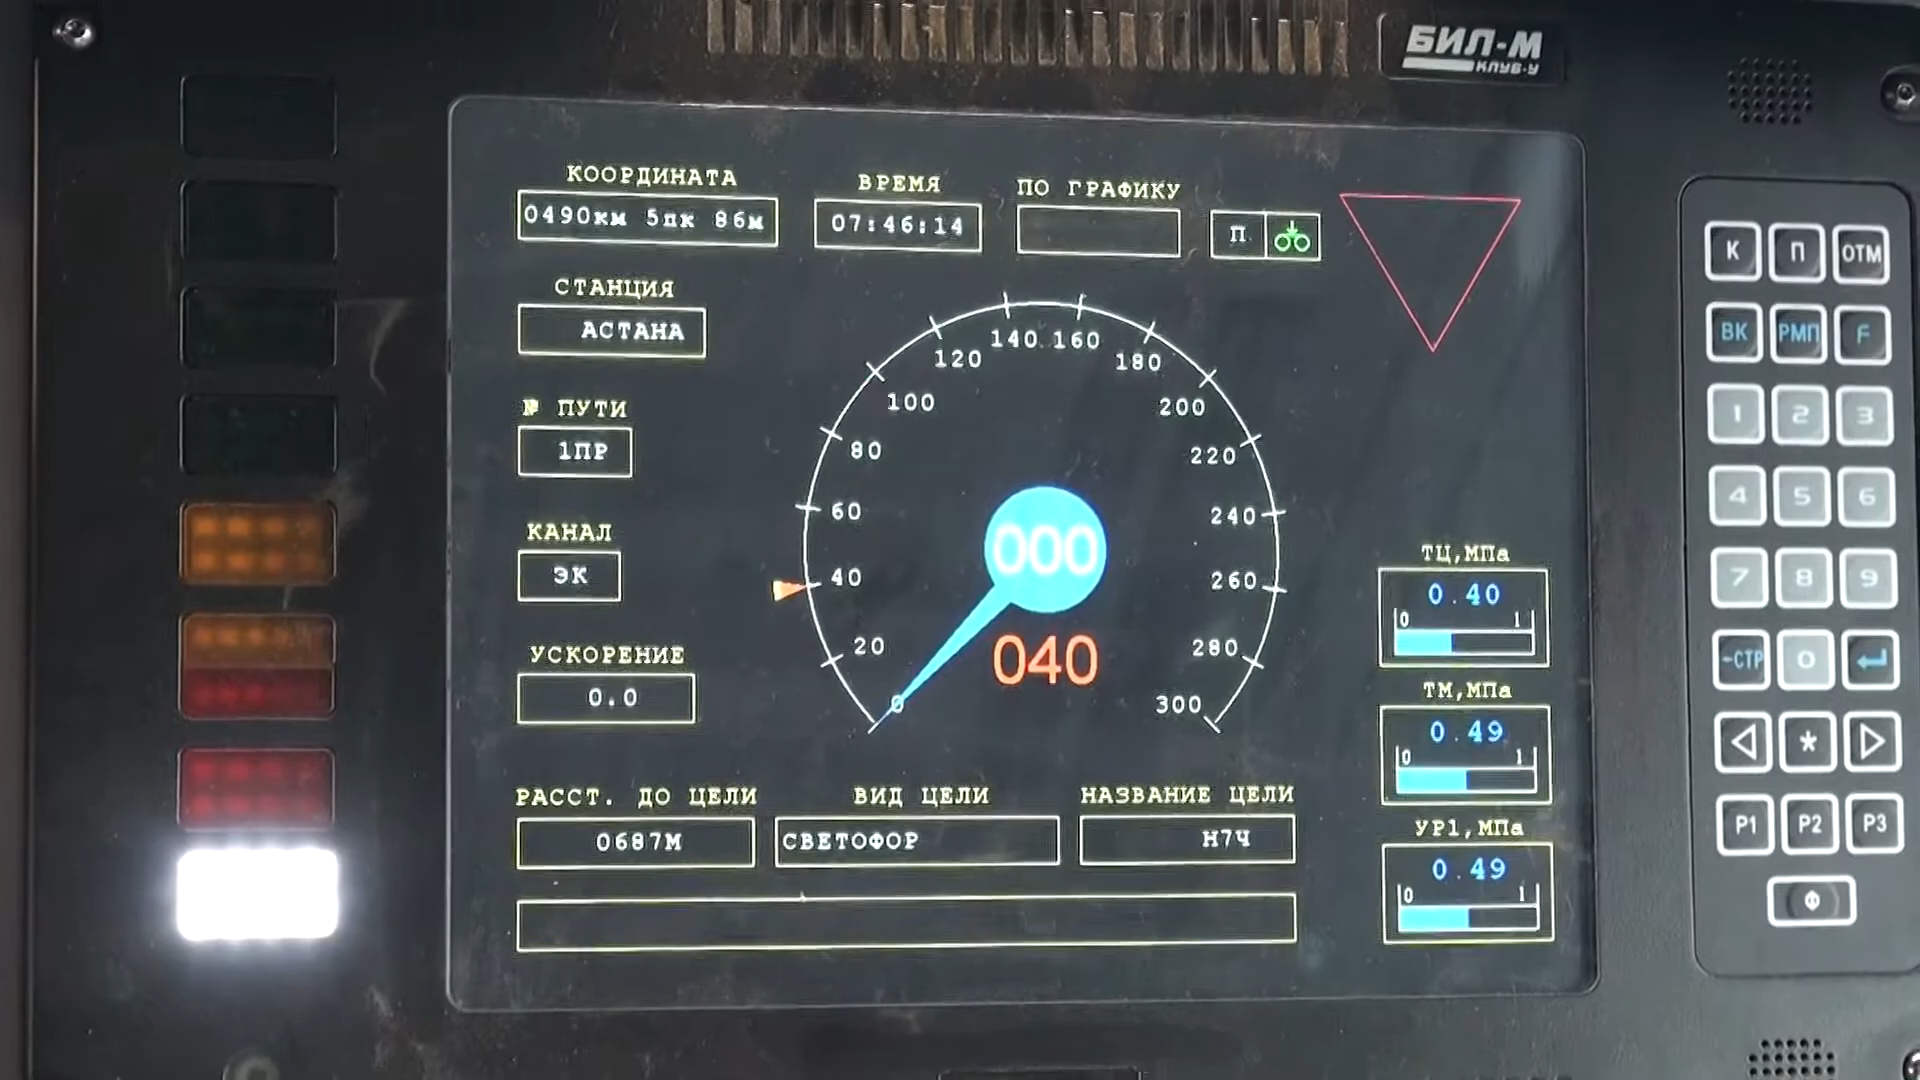 БИЛ-М
КЛУБ-У
КООРДИНАТА
0490км 5пк 86м
ВРЕМЯ
07:46:14
ПО ГРАФИКУ
П
СТАНЦИЯ
АСТАНА
№ ПУТИ
1ПР
КАНАЛ
ЭК
УСКОРЕНИЕ
0.0
0
20
40
60
80
100
120
140
160
180
200
220
240
260
280
300
000
040
ТЦ,МПа
0.40
0 1
ТМ,МПа
0.49
0 1
УР1,МПа
0.49
0 1
РАССТ. ДО ЦЕЛИ
0687М
ВИД ЦЕЛИ
СВЕТОФОР
НАЗВАНИЕ ЦЕЛИ
Н7Ч
К П ОТМ
ВК РМП F
1 2 3
4 5 6
7 8 9
←СТР 0
*
Р1 Р2 Р3
Ф